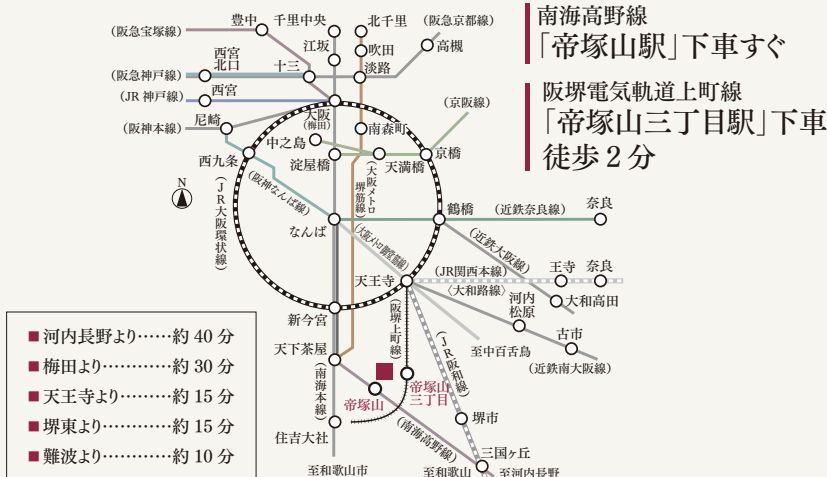 南海高野線
「帝塚山駅」下車すぐ
阪堺電気軌道上町線
「帝塚山三丁目駅」下車
徒歩2分
(阪急宝塚線)
豊中
千里中央
北千里
(阪急京都線)
江坂
吹田
高槻
西宮
北口
(阪急神戸線)
十三
淡路
(JR神戸線)
西宮
(京阪線)
(阪神本線)
尼崎
大阪
(梅田)
南森町
中之島
西九条
淀屋橋
天満橋
京橋
(大阪メトロ
堺筋線)
(阪神なんば線)
(JR大阪環状線)
N
鶴橋
(近鉄奈良線)
奈良
なんば
(大阪メトロ御堂筋線)
(近鉄大阪線)
天王寺
(JR関西本線)
〈大和路線〉
王寺
奈良
大和高田
河内
松原
新今宮
(阪堺上町線)
古市
至中百舌鳥
(近鉄南大阪線)
天下茶屋
(JR阪和線)
(南海本線)
帝塚山
帝塚山
三丁目
堺市
(南海高野線)
住吉大社
三国ヶ丘
至和歌山市
至和歌山
至河内長野
■河内長野より……約40分
■梅田より…………約30分
■天王寺より………約15分
■堺東より…………約15分
■難波より…………約10分